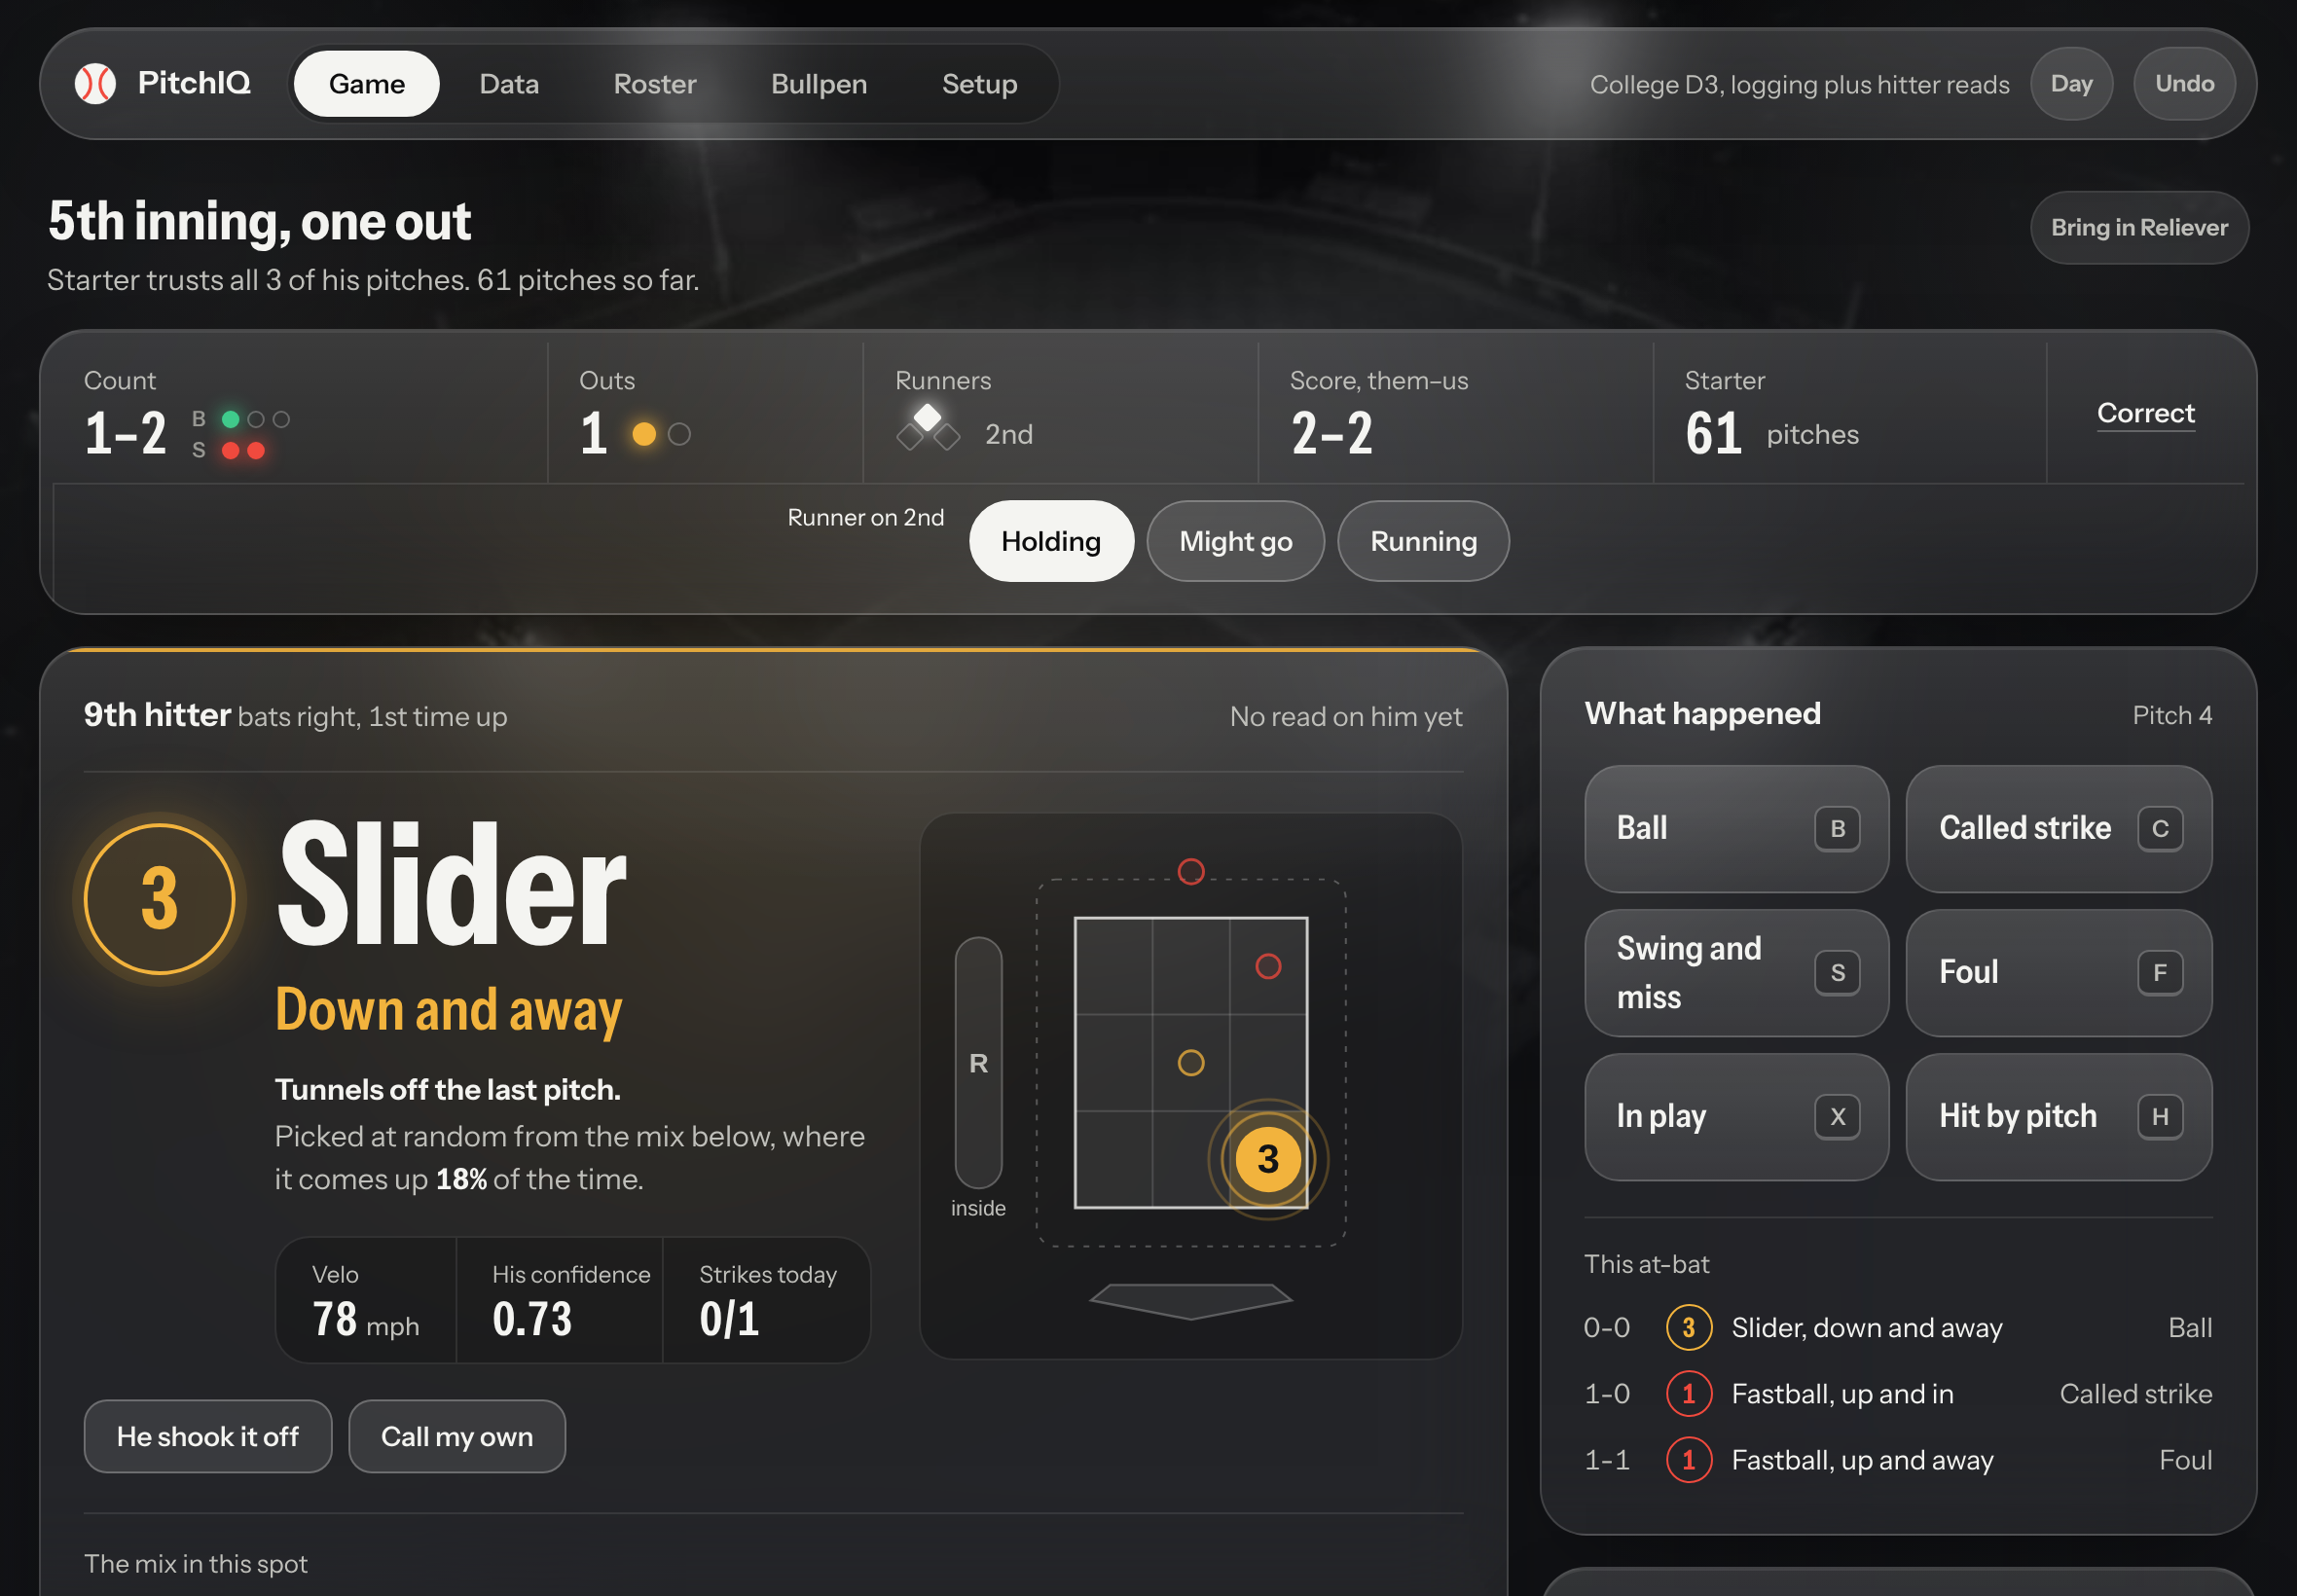 PitchIQ
Game
Data
Roster
Bullpen
Setup
College D3, logging plus hitter reads
Day
Undo
5th inning, one out
Starter trusts all 3 of his pitches. 61 pitches so far.
Bring in Reliever
Count
1–2
B
S
Outs
1
Runners
2nd
Score, them–us
2–2
Starter
61 pitches
Correct
Runner on 2nd
Holding
Might go
Running
9th hitter bats right, 1st time up
No read on him yet
3
Slider
Down and away
Tunnels off the last pitch.
Picked at random from the mix below, where
it comes up 18% of the time.
Velo
78 mph
His confidence
0.73
Strikes today
0/1
R
inside
3
He shook it off
Call my own
The mix in this spot
What happened
Pitch 4
Ball
B
Called strike
C
Swing and
miss
S
Foul
F
In play
X
Hit by pitch
H
This at-bat
0-0 3 Slider, down and away Ball
1-0 1 Fastball, up and in Called strike
1-1 1 Fastball, up and away Foul